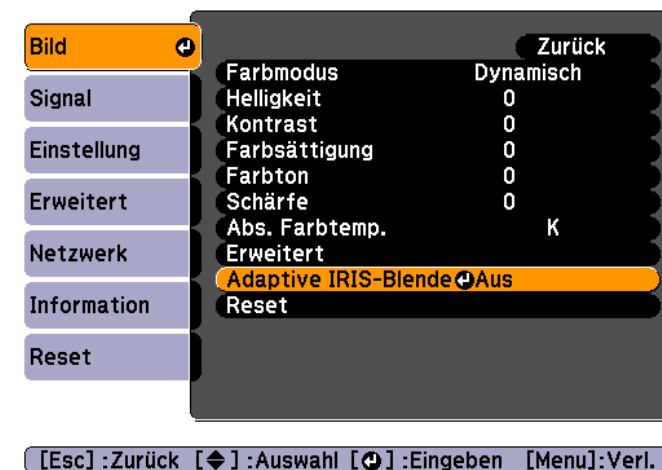 Bild
Signal
Einstellung
Erweitert
Netzwerk
Information
Reset
Zurück
Farbmodus Dynamisch
Helligkeit 0
Kontrast 0
Farbsättigung 0
Farbton 0
Schärfe 0
Abs. Farbtemp. K
Erweitert
Adaptive IRIS-Blende Aus
Reset
[Esc] :Zurück [ ] :Auswahl [ ] :Eingeben [Menu]:Verl.